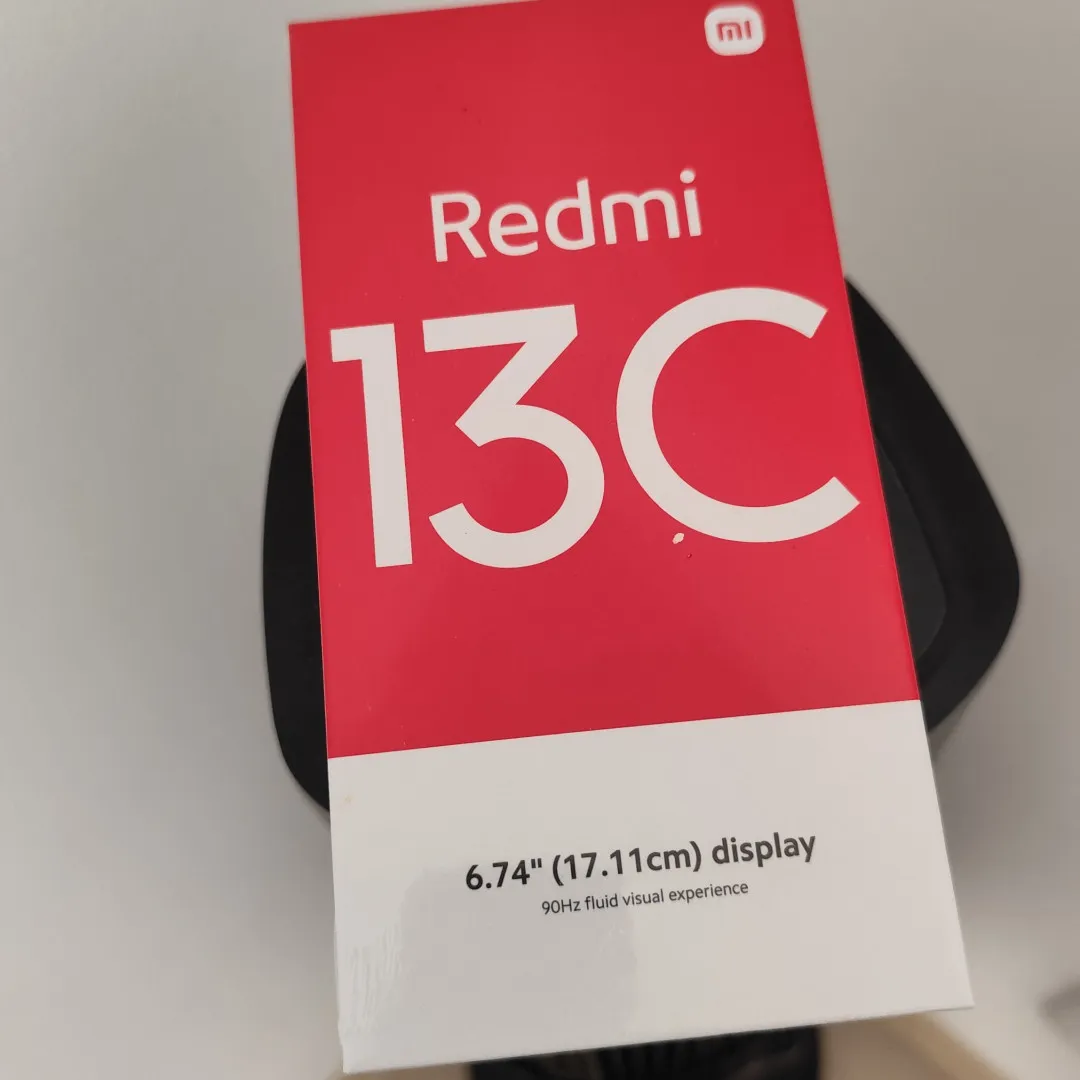 mi
Redmi
13C
6.74" (17.11cm) display
90Hz fluid visual experience